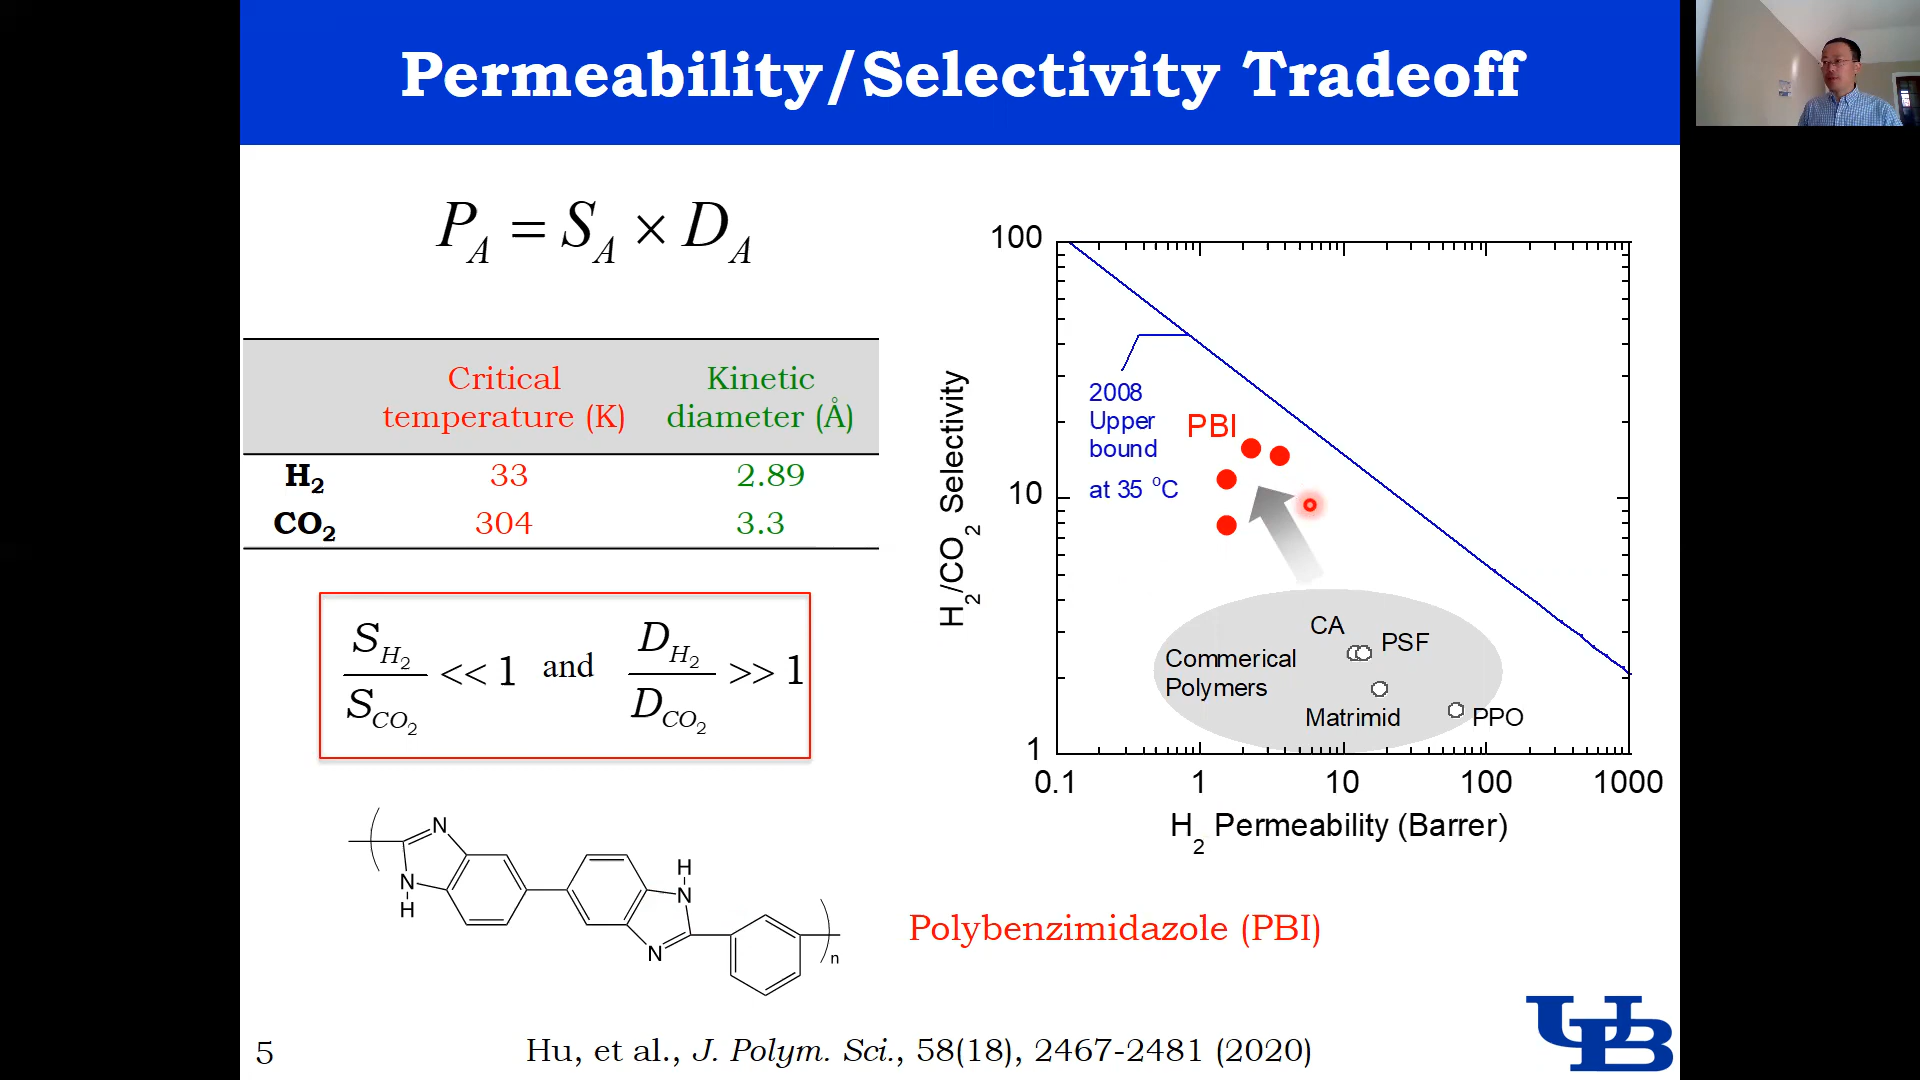 Permeability/Selectivity Tradeoff
P_A = S_A × D_A
Critical temperature (K)
Kinetic diameter (Å)
H₂ 33 2.89
CO₂ 304 3.3
S_H₂ / S_CO₂ << 1 and D_H₂ / D_CO₂ >> 1
N
N
H
H
N
N
n
Polybenzimidazole (PBI)
100
10
1
H₂/CO₂ Selectivity
2008
Upper
bound
at 35 °C
PBI
CA
PSF
Commerical
Polymers
Matrimid
PPO
0.1 1 10 100 1000
H₂ Permeability (Barrer)
5
Hu, et al., J. Polym. Sci., 58(18), 2467-2481 (2020)
UB